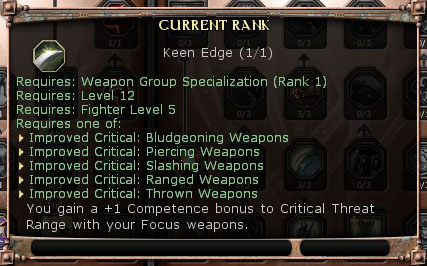 CURRENT RANK
Keen Edge (1/1)
Requires: Weapon Group Specialization (Rank 1)
Requires: Level 12
Requires: Fighter Level 5
Requires one of:
Improved Critical: Bludgeoning Weapons
Improved Critical: Piercing Weapons
Improved Critical: Slashing Weapons
Improved Critical: Ranged Weapons
Improved Critical: Thrown Weapons
You gain a +1 Competence bonus to Critical Threat
Range with your Focus weapons.